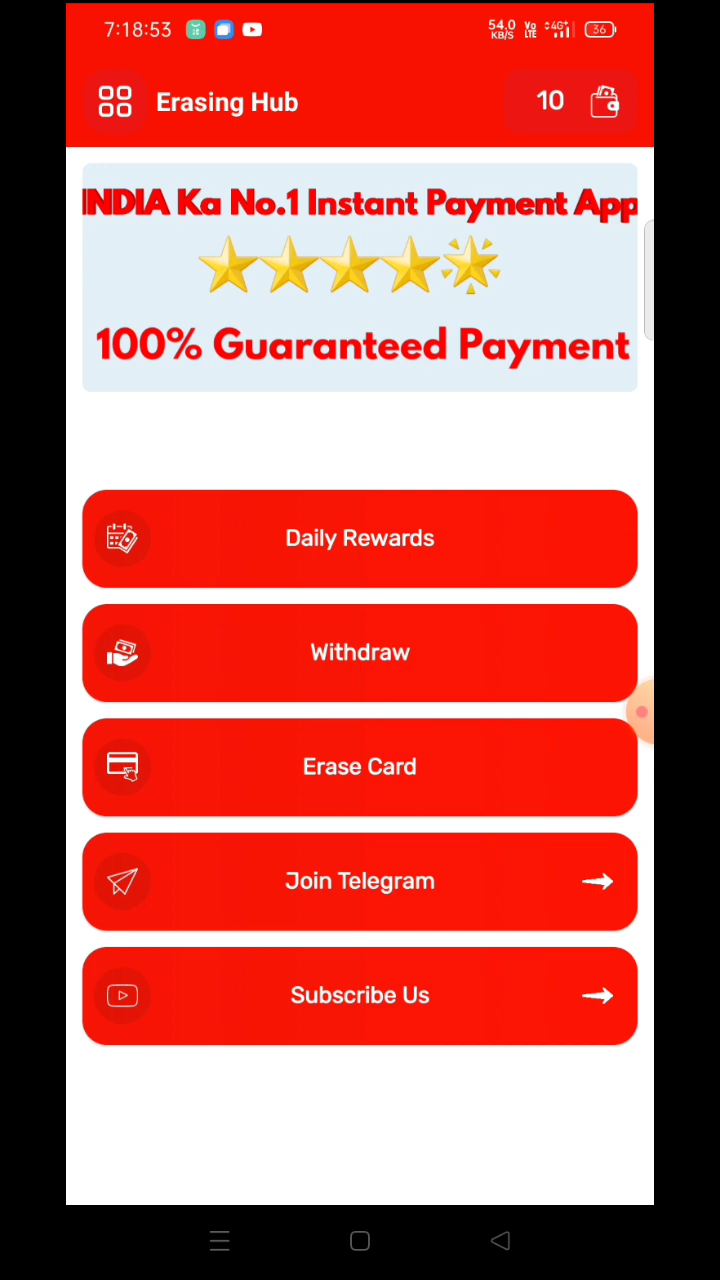 7:18:53
54.0 KB/S
Vo LTE
4G+
36
Erasing Hub
10
INDIA Ka No.1 Instant Payment App
100% Guaranteed Payment
Daily Rewards
Withdraw
Erase Card
Join Telegram
Subscribe Us